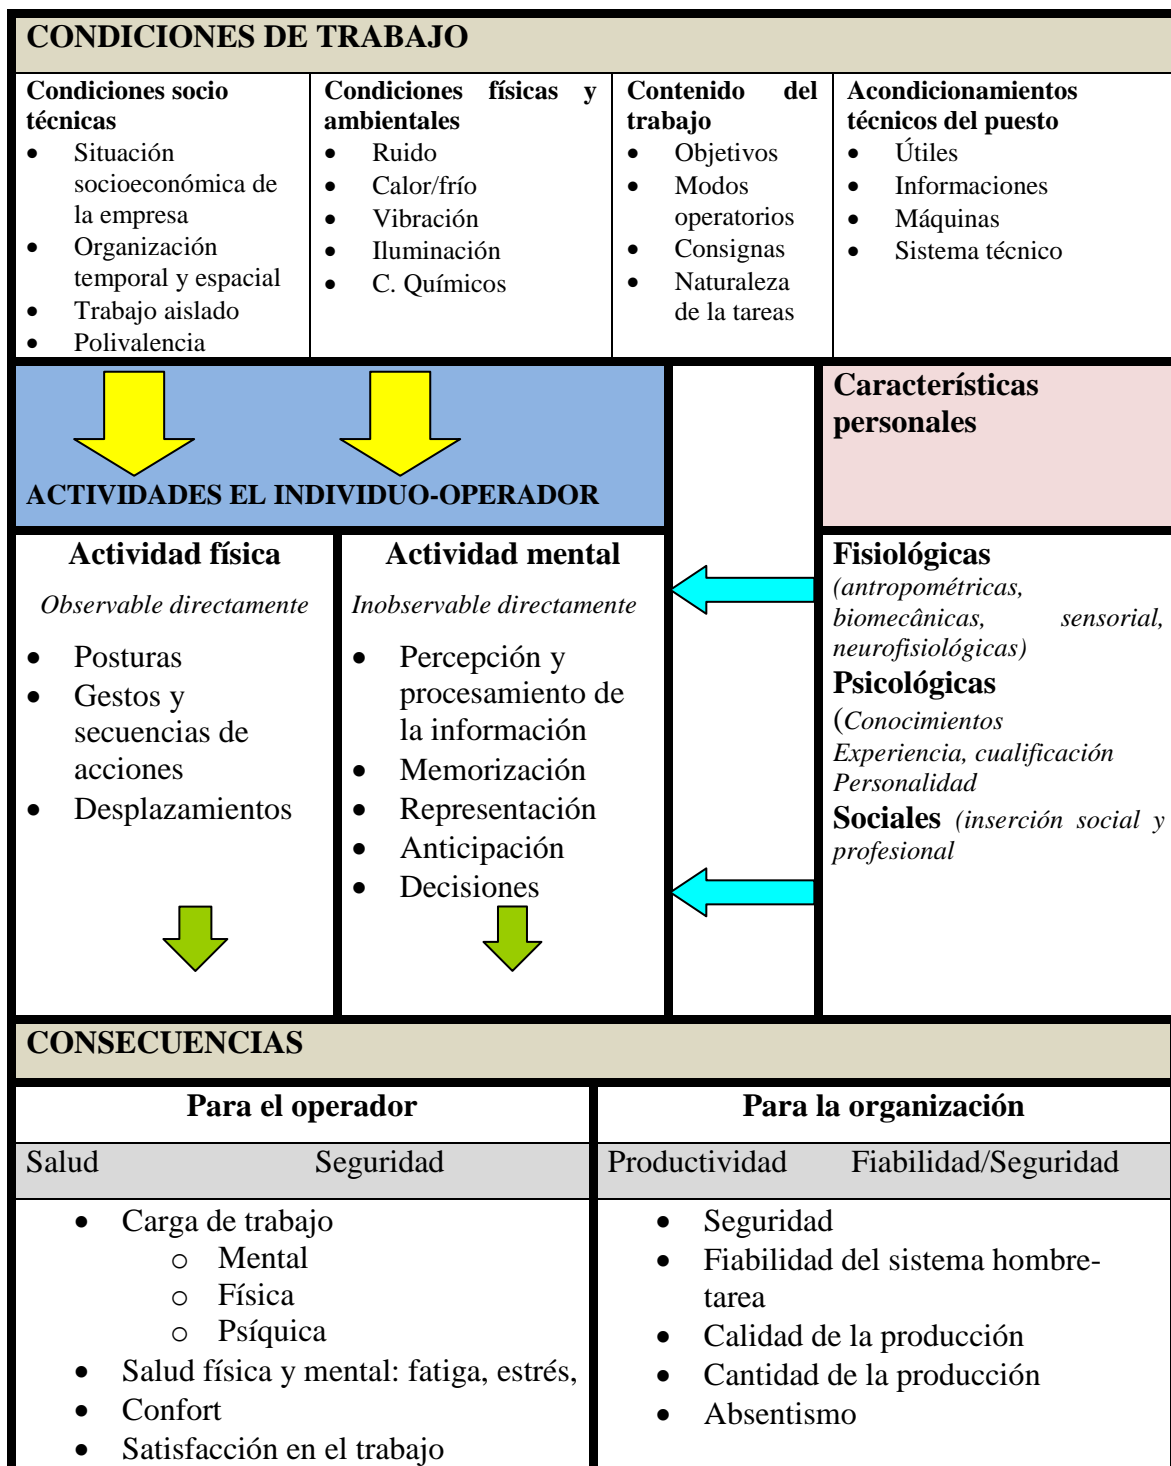 CONDICIONES DE TRABAJO
Condiciones socio
técnicas
• Situación
socioeconómica de
la empresa
• Organización
temporal y espacial
• Trabajo aislado
• Polivalencia
Condiciones físicas y
ambientales
• Ruido
• Calor/frío
• Vibración
• Iluminación
• C. Químicos
Contenido del
trabajo
• Objetivos
• Modos
operatorios
• Consignas
• Naturaleza
de la tareas
Acondicionamientos
técnicos del puesto
• Útiles
• Informaciones
• Máquinas
• Sistema técnico
ACTIVIDADES EL INDIVIDUO-OPERADOR
Características
personales
Actividad física
Observable directamente
• Posturas
• Gestos y
secuencias de
acciones
• Desplazamientos
Actividad mental
Inobservable directamente
• Percepción y
procesamiento de
la información
• Memorización
• Representación
• Anticipación
• Decisiones
Fisiológicas
(antropométricas,
biomecânicas, sensorial,
neurofisiológicas)
Psicológicas
(Conocimientos
Experiencia, cualificación
Personalidad
Sociales (inserción social y
profesional
CONSECUENCIAS
Para el operador
Salud Seguridad
• Carga de trabajo
o Mental
o Física
o Psíquica
• Salud física y mental: fatiga, estrés,
• Confort
• Satisfacción en el trabajo
Para la organización
Productividad Fiabilidad/Seguridad
• Seguridad
• Fiabilidad del sistema hombre-
tarea
• Calidad de la producción
• Cantidad de la producción
• Absentismo